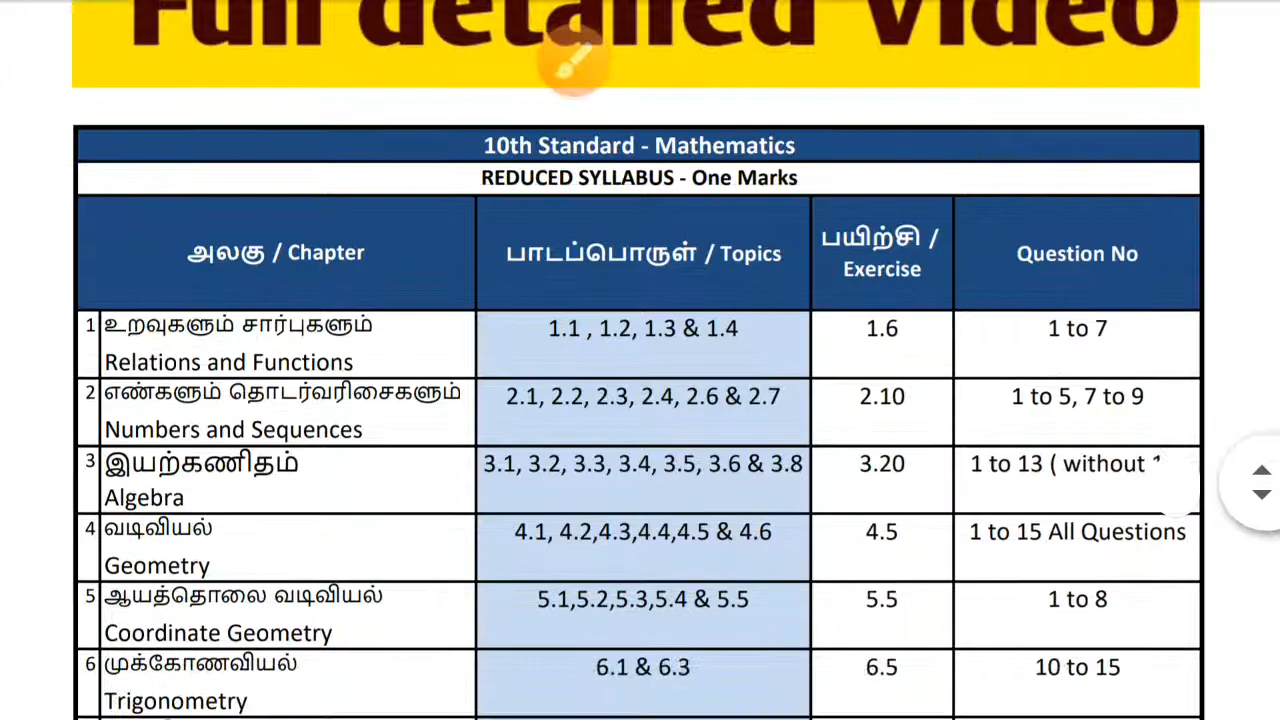 Full detailed Video
10th Standard - Mathematics
REDUCED SYLLABUS - One Marks
அலகு / Chapter
பாடப்பொருள் / Topics
பயிற்சி /
Exercise
Question No
1 உறவுகளும் சார்புகளும்
Relations and Functions
1.1 , 1.2, 1.3 & 1.4
1.6
1 to 7
2 எண்களும் தொடர்வரிசைகளும்
Numbers and Sequences
2.1, 2.2, 2.3, 2.4, 2.6 & 2.7
2.10
1 to 5, 7 to 9
3 இயற்கணிதம்
Algebra
3.1, 3.2, 3.3, 3.4, 3.5, 3.6 & 3.8
3.20
1 to 13 ( without
4 வடிவியல்
Geometry
4.1, 4.2,4.3,4.4,4.5 & 4.6
4.5
1 to 15 All Questions
5 ஆயத்தொலை வடிவியல்
Coordinate Geometry
5.1,5.2,5.3,5.4 & 5.5
5.5
1 to 8
6 முக்கோணவியல்
Trigonometry
6.1 & 6.3
6.5
10 to 15